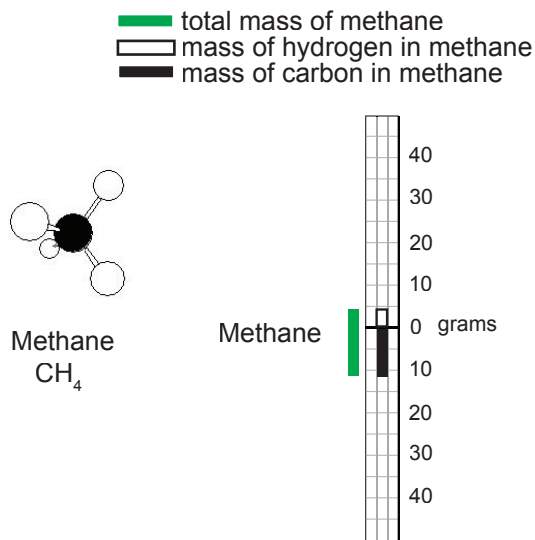 total mass of methane
mass of hydrogen in methane
mass of carbon in methane
40
30
20
10
0 grams
10
20
30
40
Methane
Methane
CH₄